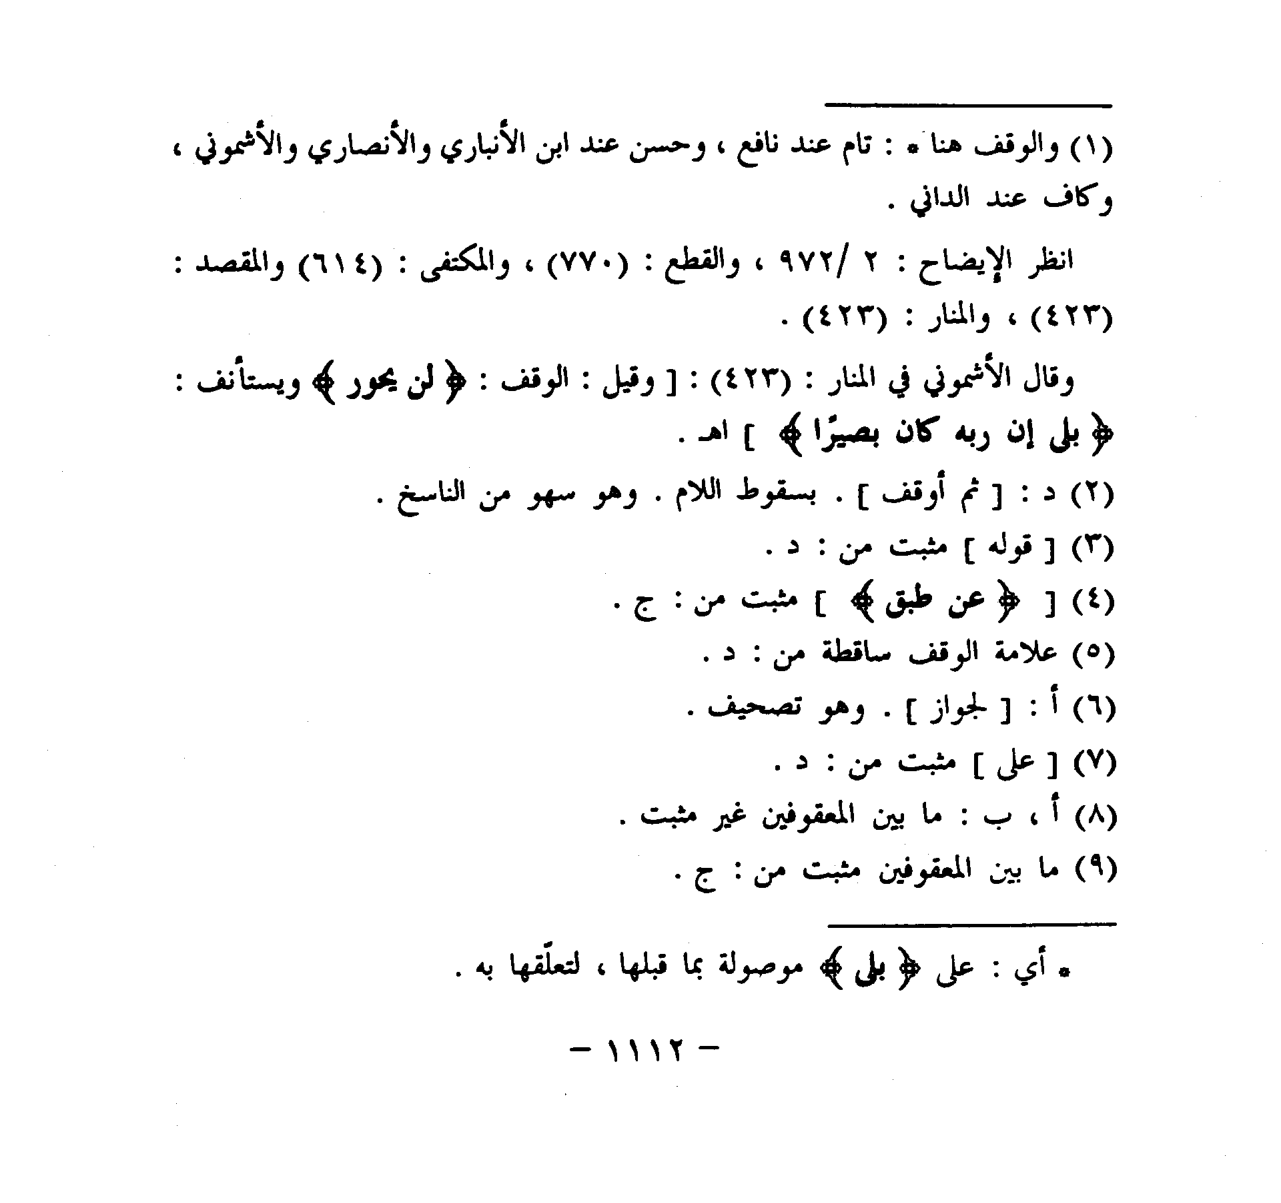 (١) والوقف هنا * : تام عند نافع ، وحسن عند ابن الأنباري والأنصاري والأشموني ،
وكاف عند الداني .
انظر الإيضاح : ٢ /٩٧٢ ، والقطع : (٧٧٠) ، والمكتفى : (٦١٤) والمقصد :
(٤٢٣) ، والمنار : (٤٢٣) .
وقال الأشموني في المنار : (٤٢٣) : [ وقيل : الوقف : ﴿ لن يحور ﴾ ويستأنف :
﴿ بلى إن ربه كان بصيرًا ﴾ ] اهـ .
(٢) د : [ ثم أوقف ] . بسقوط اللام . وهو سهو من الناسخ .
(٣) [ قوله ] مثبت من : د .
(٤) [ ﴿ عن طبق ﴾ ] مثبت من : ج .
(٥) علامة الوقف ساقطة من : د .
(٦) أ : [ لجواز ] . وهو تصحيف .
(٧) [ على ] مثبت من : د .
(٨) أ ، ب : ما بين المعقوفين غير مثبت .
(٩) ما بين المعقوفين مثبت من : ج .
* أي : على ﴿ بلى ﴾ موصولة بما قبلها ، لتعلّقها به .
– ١١١٢ –